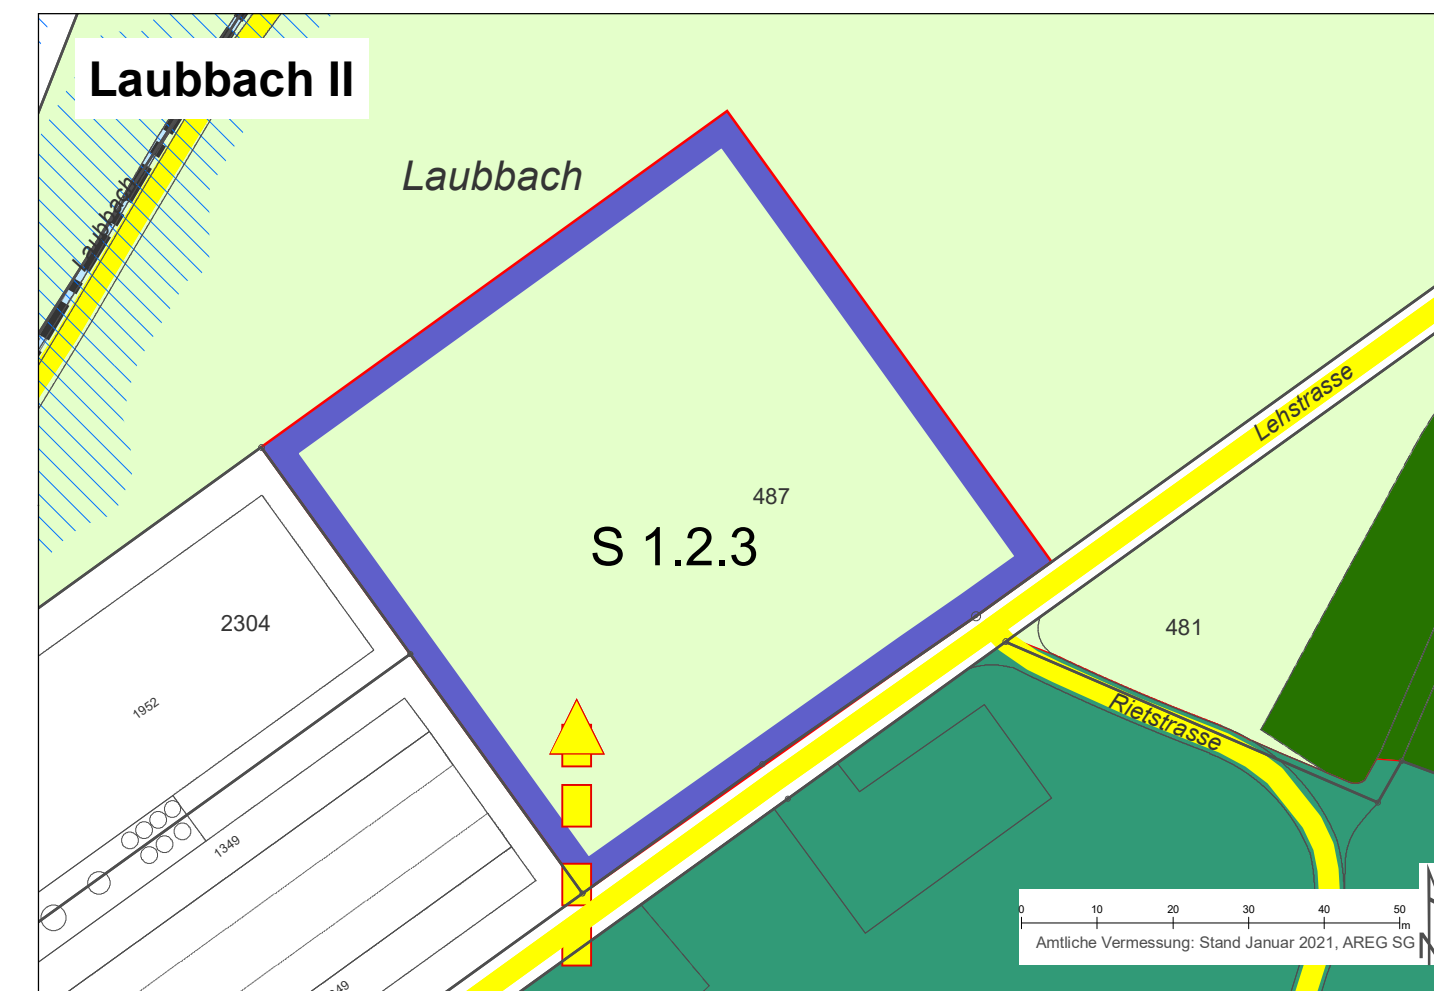 Laubbach II
Laubbach
Laubbach
Lehstrasse
487
S 1.2.3
2304
481
1952
Rietstrasse
1349
0 10 20 30 40 50
m
Amtliche Vermessung: Stand Januar 2021, AREG SG